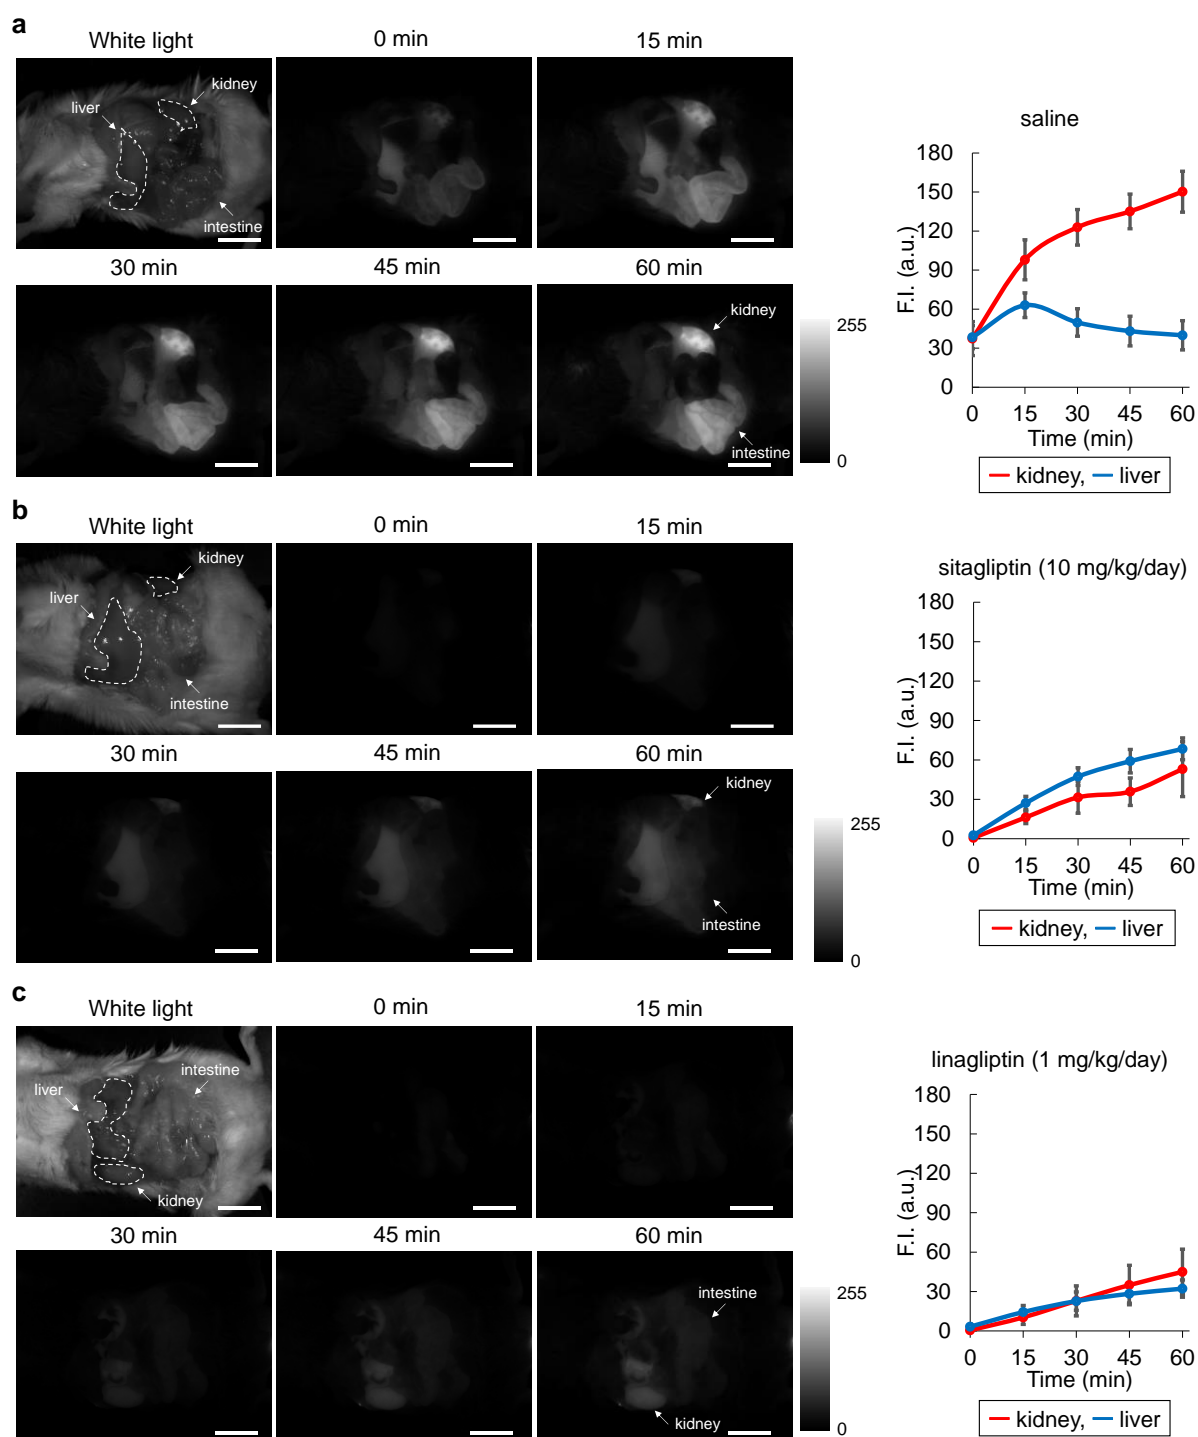 a
White light
0 min
15 min
liver
kidney
intestine
30 min
45 min
60 min
kidney
intestine
255
0
saline
F.I. (a.u.)
180
150
120
90
60
30
0
0 15 30 45 60
Time (min)
kidney, liver
b
White light
0 min
15 min
liver
kidney
intestine
30 min
45 min
60 min
kidney
intestine
255
0
sitagliptin (10 mg/kg/day)
F.I. (a.u.)
180
150
120
90
60
30
0
0 15 30 45 60
Time (min)
kidney, liver
c
White light
0 min
15 min
liver
intestine
kidney
30 min
45 min
60 min
intestine
kidney
255
0
linagliptin (1 mg/kg/day)
F.I. (a.u.)
180
150
120
90
60
30
0
0 15 30 45 60
Time (min)
kidney, liver